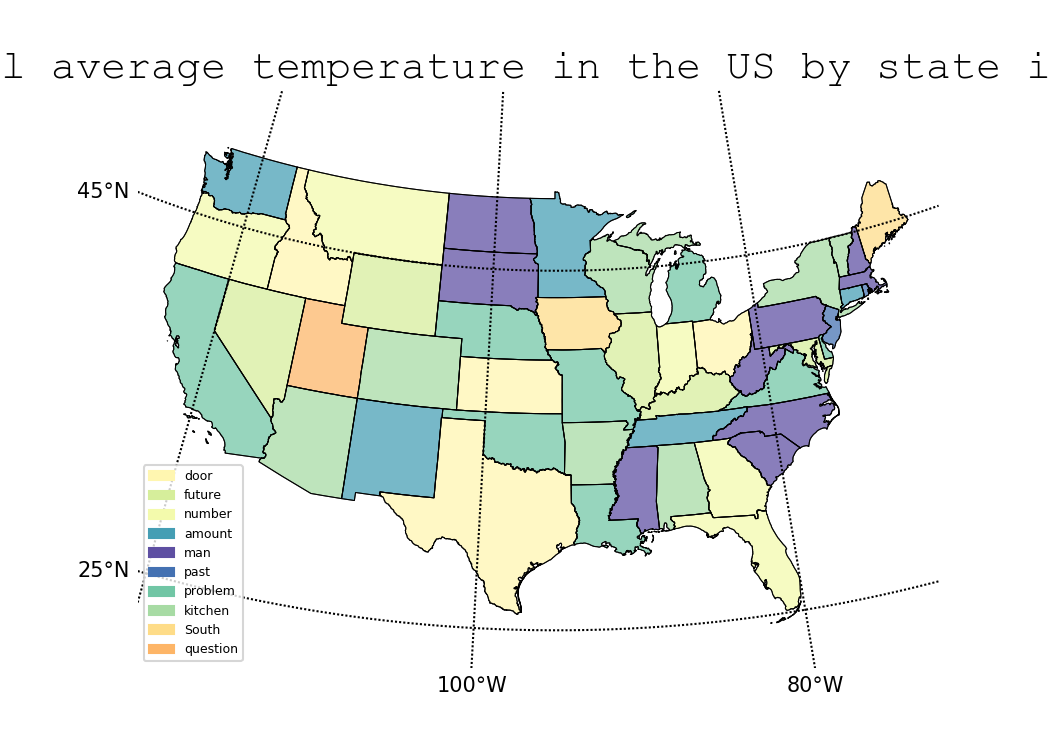 l average temperature in the US by state i
45°N
25°N
door
future
number
amount
man
past
problem
kitchen
South
question
100°W
80°W